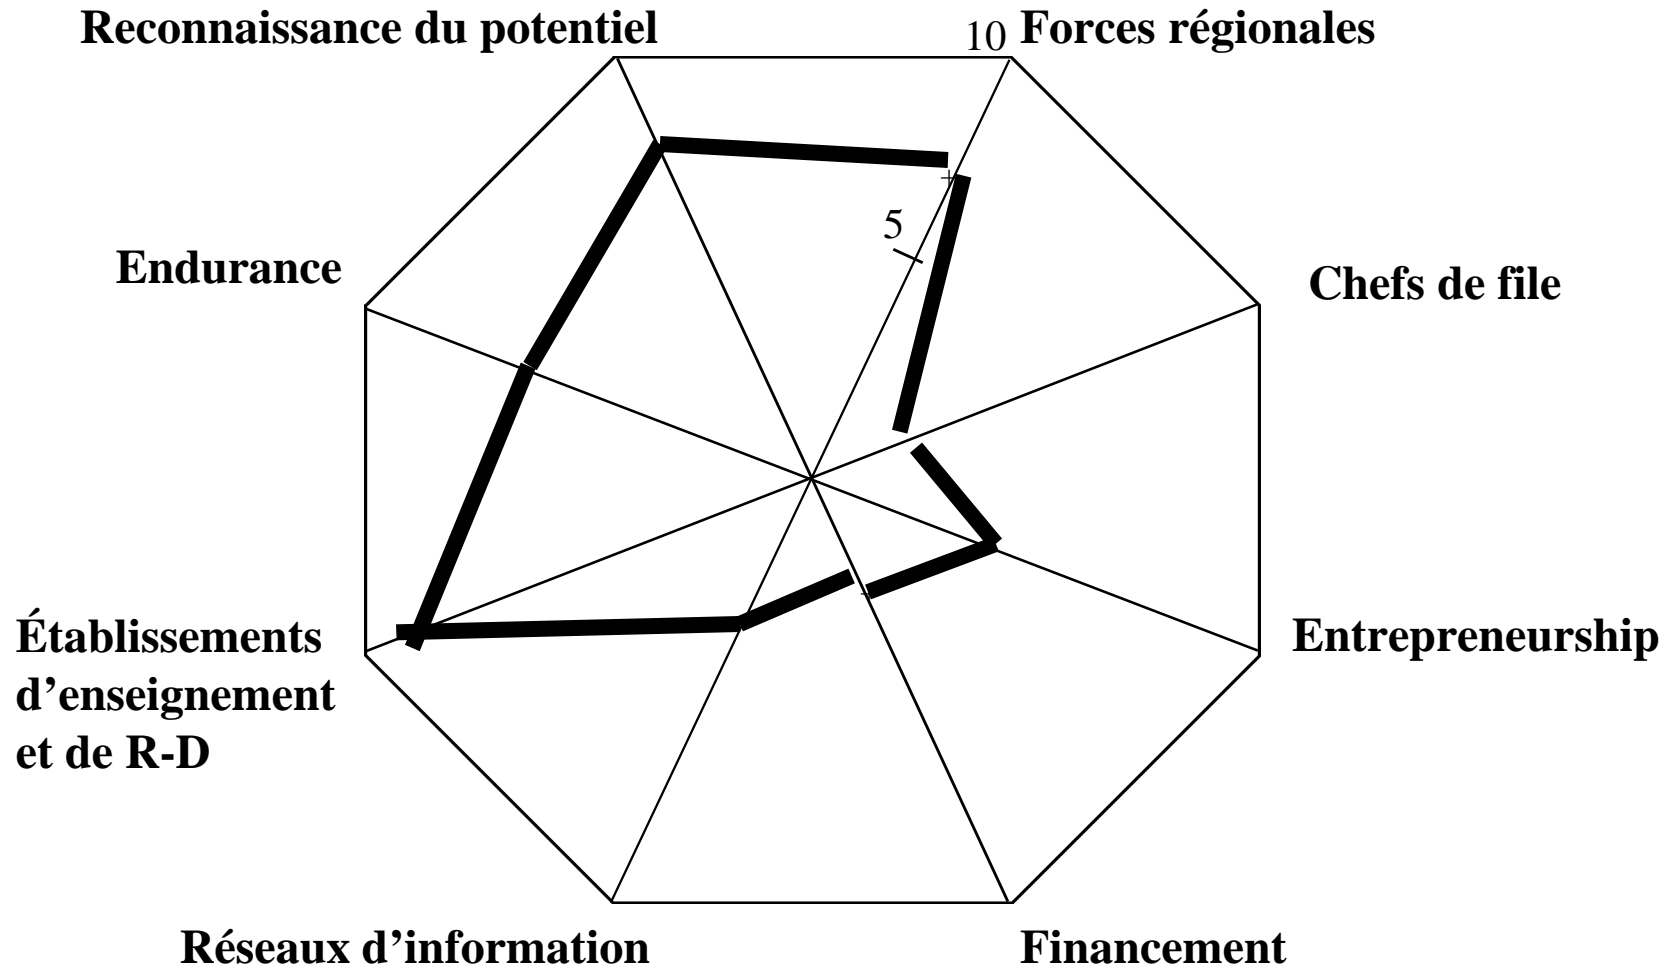 Reconnaissance du potentiel
10 Forces régionales
5
Endurance
Chefs de file
Établissements
d’enseignement
et de R-D
Entrepreneurship
Réseaux d’information
Financement